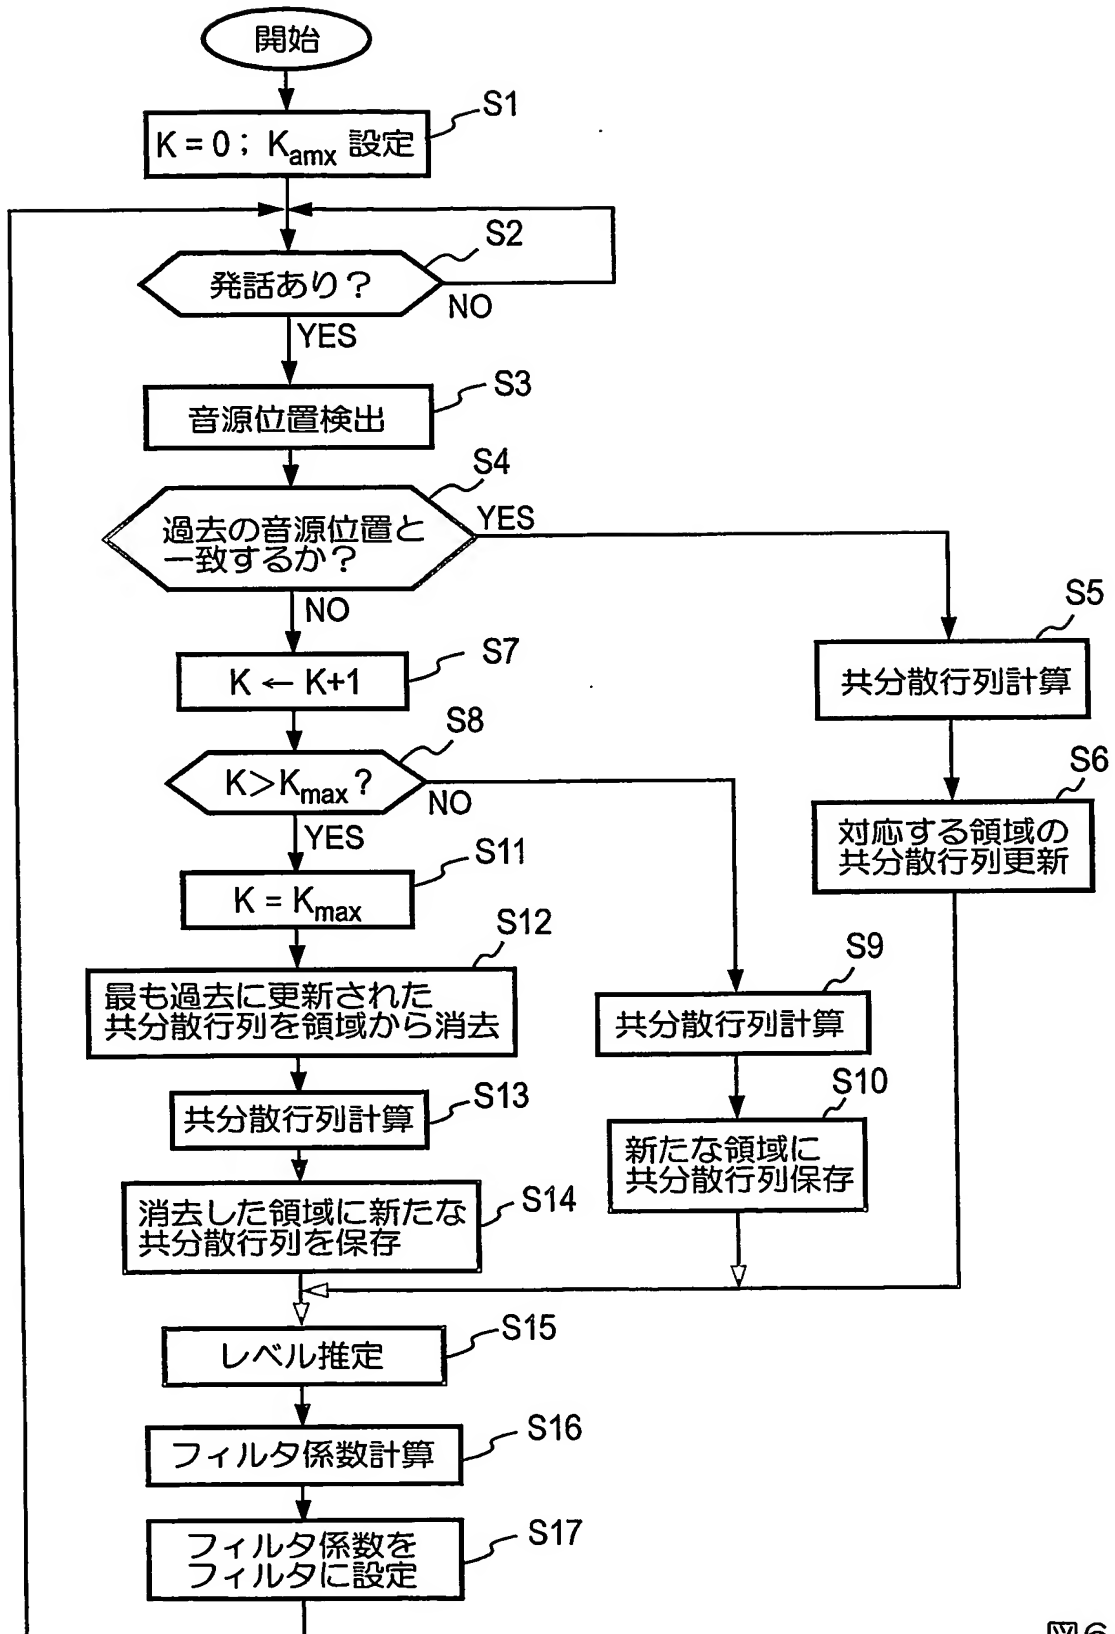 開始
S1
K = 0 ; Kamx 設定
S2
発話あり？
NO
YES
S3
音源位置検出
S4
過去の音源位置と
一致するか？
YES
NO
S5
共分散行列計算
S6
対応する領域の
共分散行列更新
S7
K ← K+1
S8
K>Kmax？
NO
YES
S9
共分散行列計算
S10
新たな領域に
共分散行列保存
S11
K = Kmax
S12
最も過去に更新された
共分散行列を領域から消去
S13
共分散行列計算
S14
消去した領域に新たな
共分散行列を保存
S15
レベル推定
S16
フィルタ係数計算
S17
フィルタ係数を
フィルタに設定
図6